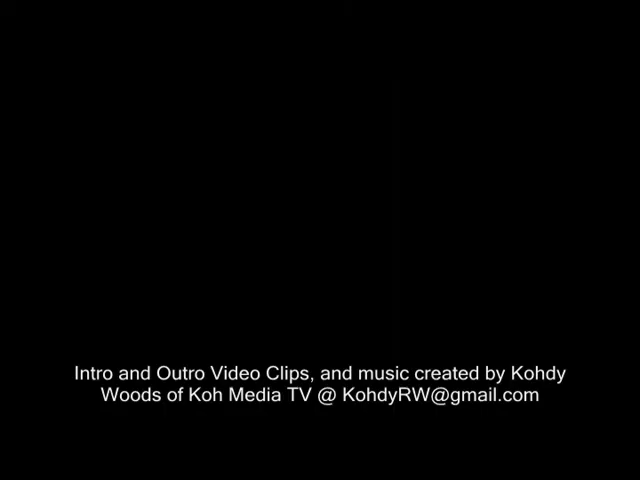 Intro and Outro Video Clips, and music created by Kohdy
Woods of Koh Media TV @ KohdyRW@gmail.com